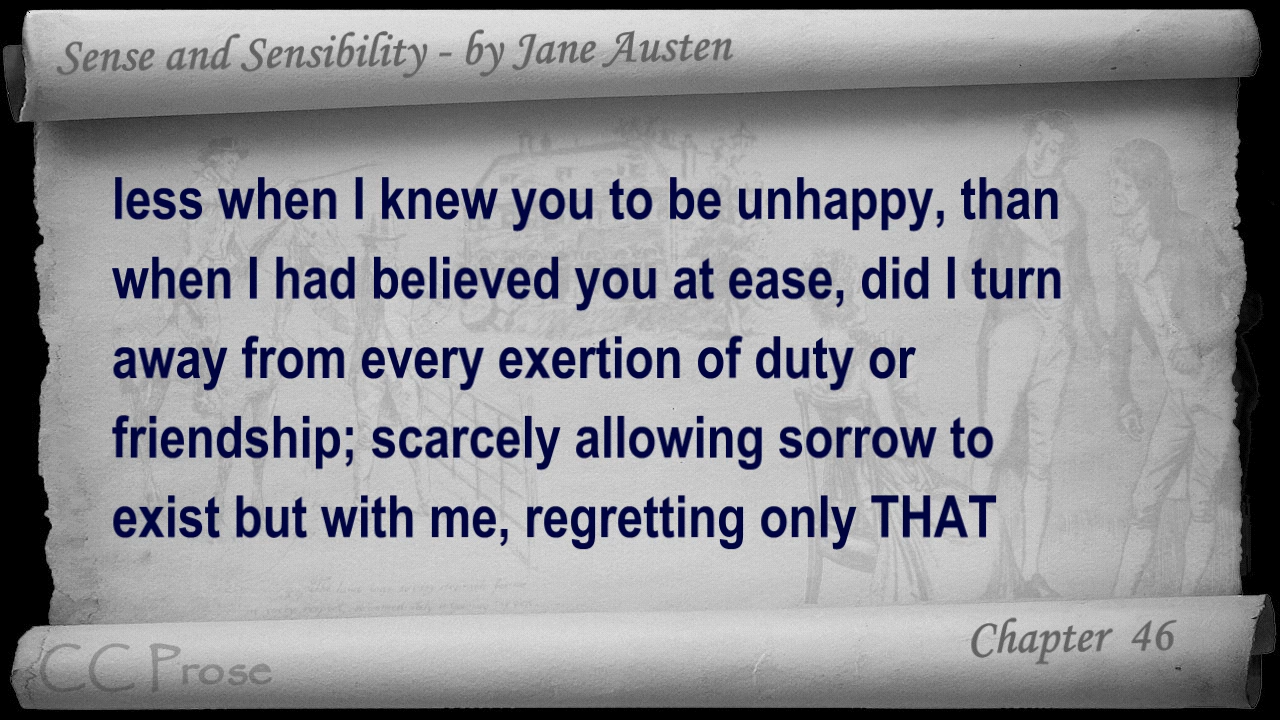 Sense and Sensibility - by Jane Austen
less when I knew you to be unhappy, than
when I had believed you at ease, did I turn
away from every exertion of duty or
friendship; scarcely allowing sorrow to
exist but with me, regretting only THAT
Chapter 46
CC Prose